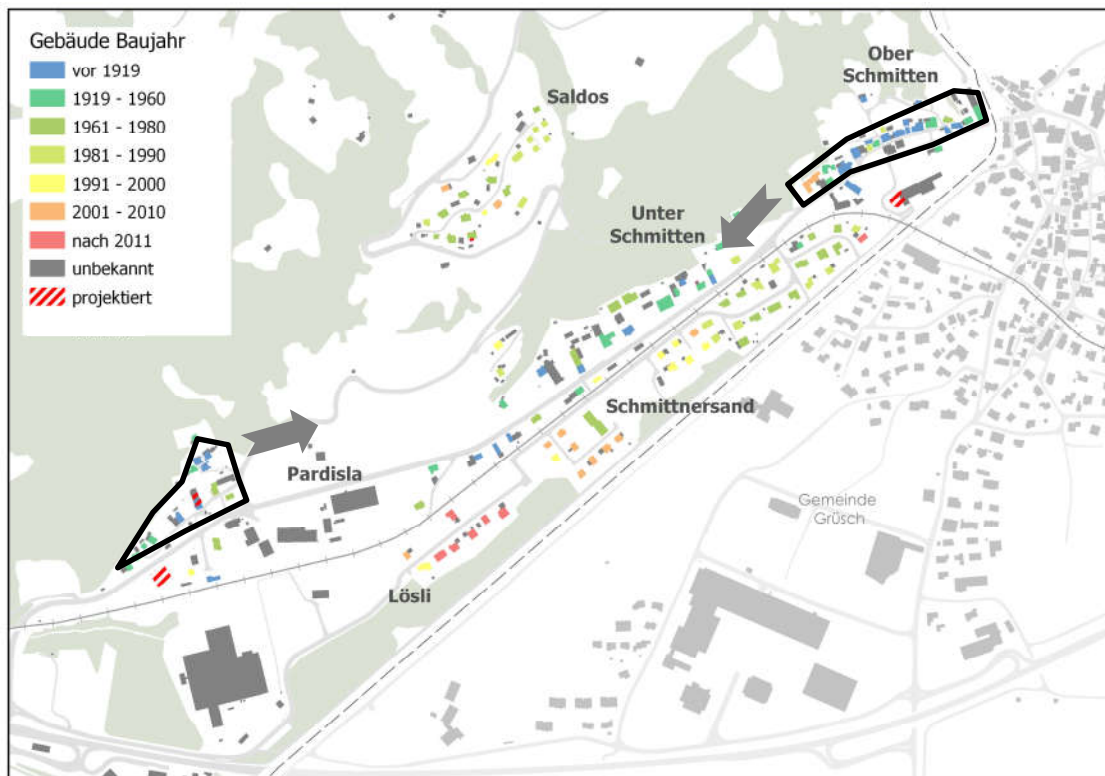 Gebäude Baujahr
vor 1919
1919 - 1960
1961 - 1980
1981 - 1990
1991 - 2000
2001 - 2010
nach 2011
unbekannt
projektiert
Ober
Schmitten
Saldos
Unter
Schmitten
Schmittnersand
Pardisla
Gemeinde
Grüsch
Lösli